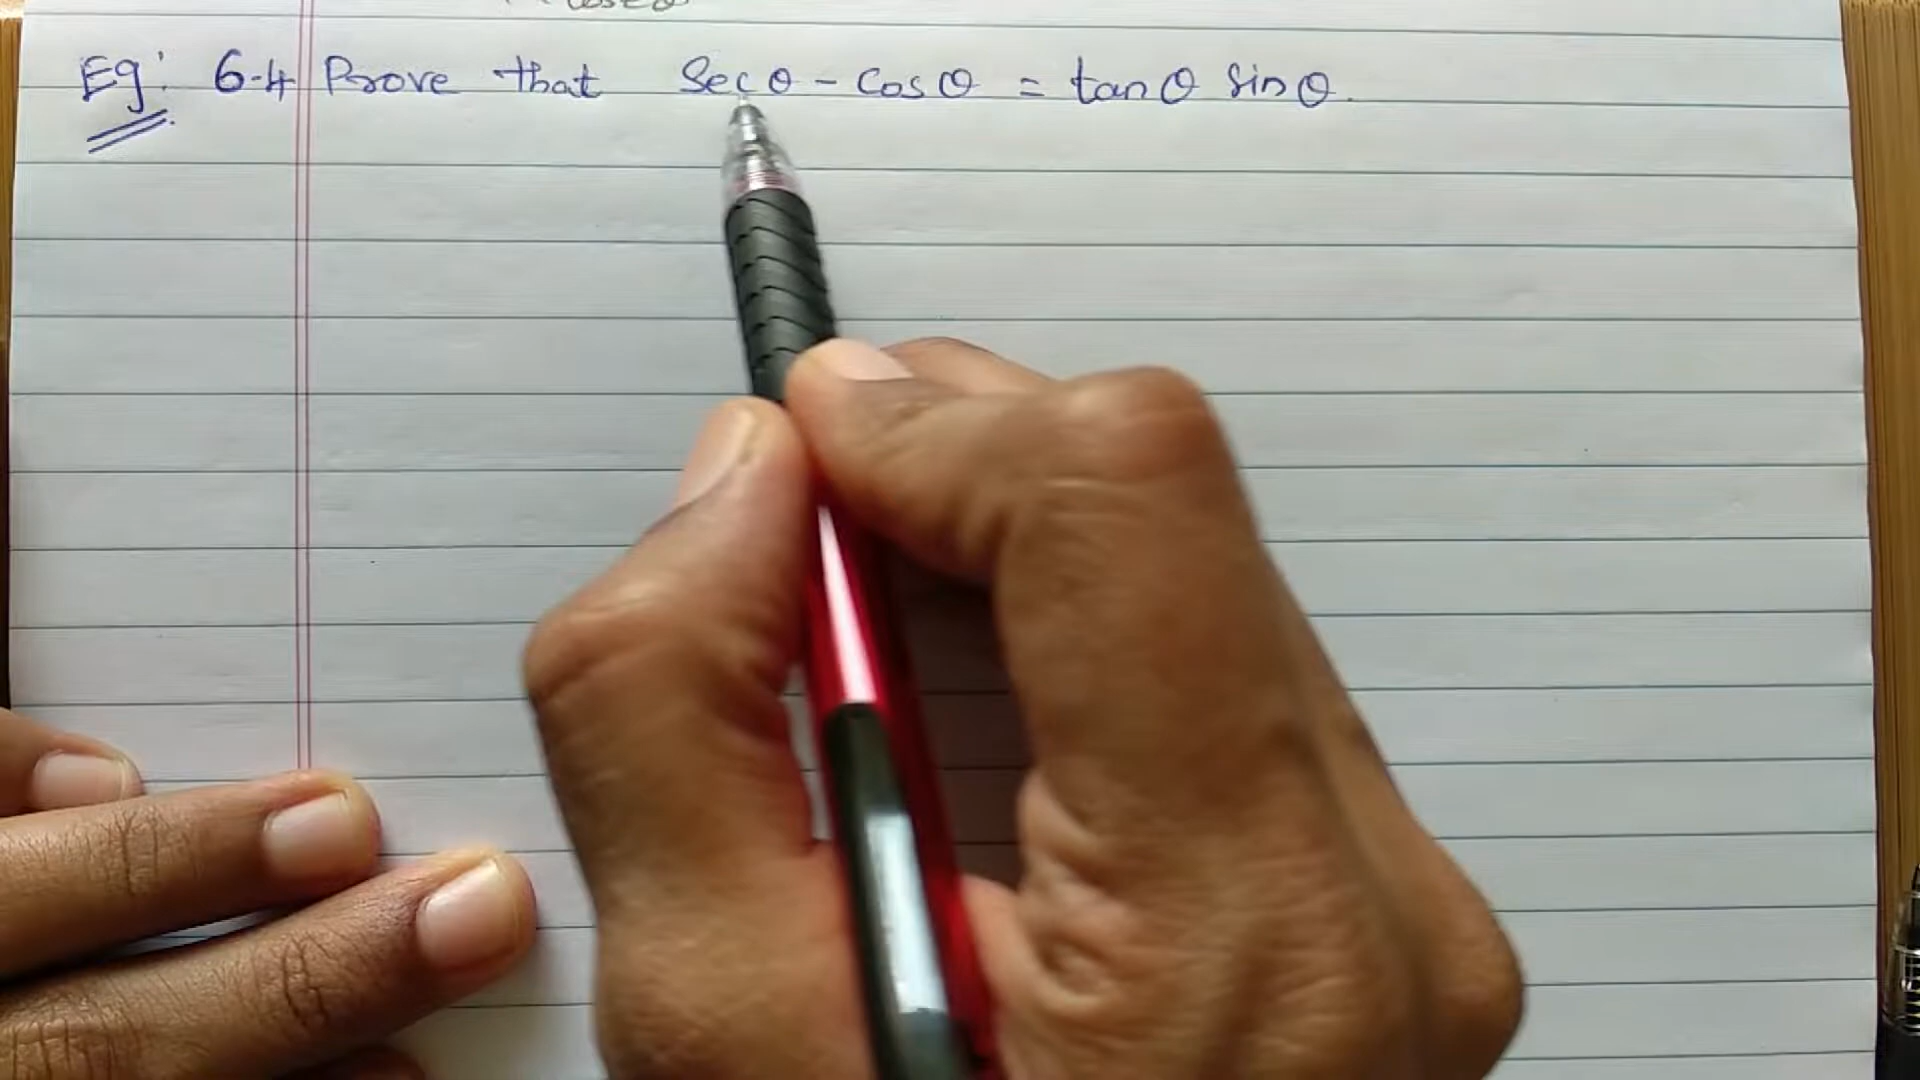 Eg: 6.4 Prove that Secθ - Cosθ = tanθ Sinθ.